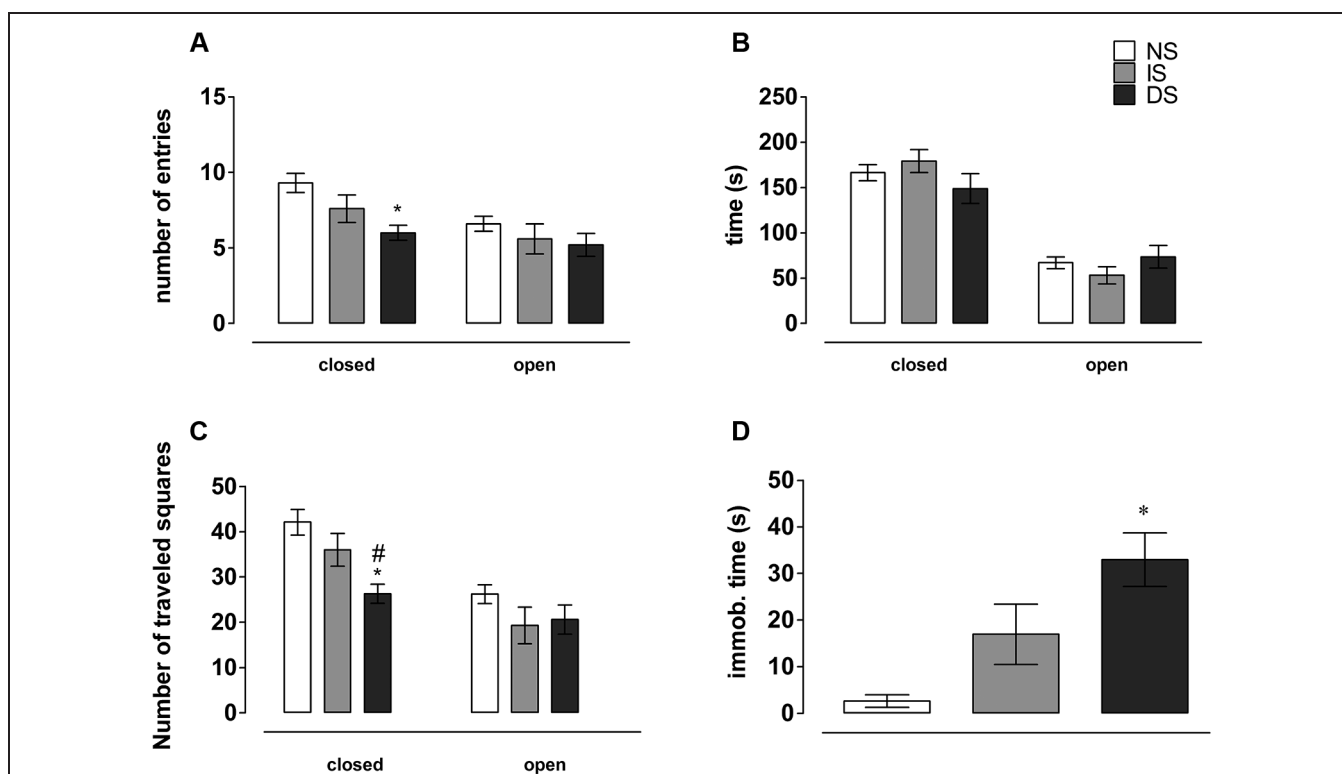 A
number of entries
15
10
5
0
*
closed open
B
NS
IS
DS
time (s)
250
200
150
100
50
0
closed open
C
Number of traveled squares
50
40
30
20
10
0
#
*
closed open
D
immob. time (s)
50
40
30
20
10
0
*